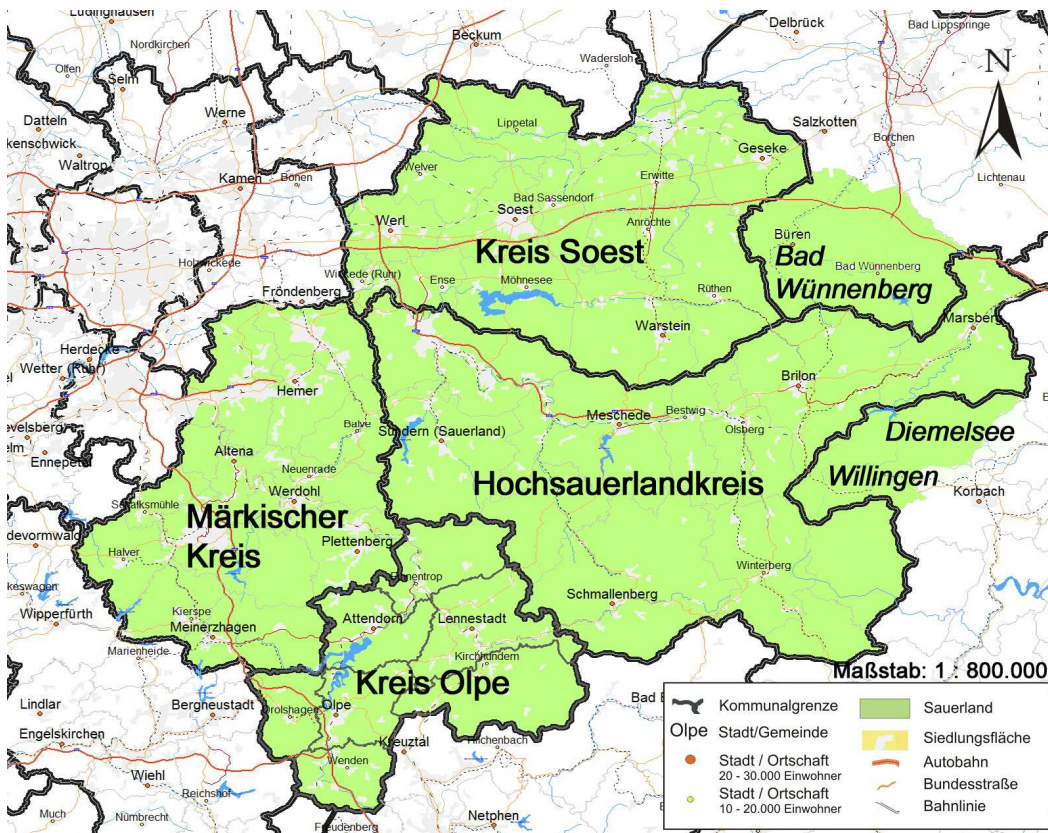 Lüdinghausen
Beckum
Delbrück
Bad Lippspringe
Nordkirchen
Wadersloh
Olfen
Selm
Werne
Lippetal
Salzkotten
Borchen
N
Datteln
kenschwick
Waltrop
Geseke
Welver
Kamen
Bönen
Erwitte
Lichtenau
Bad Sassendorf
Soest
Werl
Anröchte
Büren
Holzwickede
Kreis Soest
Bad
Wünnenberg
Bad Wünnenberg
Wickede (Ruhr)
Ense
Möhnesee
Rüthen
Fröndenberg
Marsberg
Warstein
Herdecke
Wetter (Ruhr)
Hemer
Brilon
Meschede
Bestwig
Olsberg
evelsberg
elm
Ennepetal
Balve
Sundern (Sauerland)
Diemelsee
Altena
Neuenrade
Willingen
Hochsauerlandkreis
Korbach
Werdohl
Schalksmühle
Märkischer
Kreis
devormwald
Plettenberg
Halver
Winterberg
keswagen
Finnentrop
Schmallenberg
Wipperfürth
Kierspe
Meinerzhagen
Attendorn
Lennestadt
Marienheide
Kirchhundem
Maßstab: 1 : 800.000
Kreis Olpe
Lindlar
Bergneustadt
Drolshagen
Olpe
Engelskirchen
Kreuztal
Hilchenbach
Wenden
Wiehl
Reichshof
Much
Nümbrecht
Freudenberg
Netphen
Kommunalgrenze
Olpe Stadt/Gemeinde
Stadt / Ortschaft
20 - 30.000 Einwohner
Stadt / Ortschaft
10 - 20.000 Einwohner
Sauerland
Siedlungsfläche
Autobahn
Bundesstraße
Bahnlinie